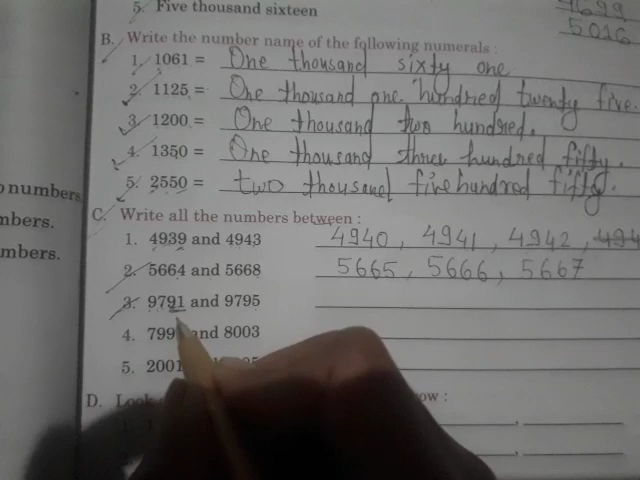 5. Five thousand sixteen
5016
B. Write the number name of the following numerals :
1. 1061 = One thousand sixty one
2. 1125 = One thousand one hundred twenty five.
3. 1200 = One thousand two hundred.
4. 1350 = One thousand three hundred fifty.
5. 2550 = two thousand five hundred fifty.
numbers.
mbers.
mbers.
C. Write all the numbers between :
1. 4939 and 4943 4940, 4941, 4942,
2. 5664 and 5668 5665, 5666, 5667
3. 9791 and 9795
4. 799 and 8003
5. 2001
D.